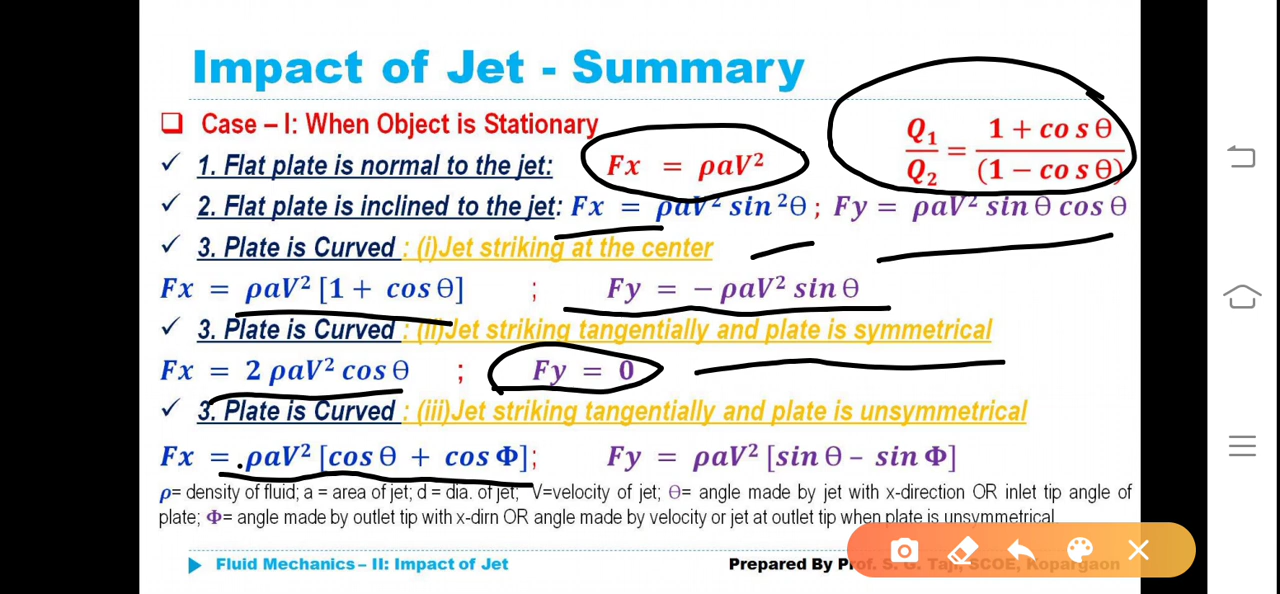 Impact of Jet - Summary
❑ Case – I: When Object is Stationary
Q₁/Q₂ = (1 + cos θ)/(1 − cos θ)
✓ 1. Flat plate is normal to the jet: Fx = ρaV²
✓ 2. Flat plate is inclined to the jet: Fx = ρaV² sin²θ ; Fy = ρaV² sin θ cos θ
✓ 3. Plate is Curved : (i)Jet striking at the center
Fx = ρaV² [1 + cos θ] ; Fy = − ρaV² sin θ
✓ 3. Plate is Curved : (ii)Jet striking tangentially and plate is symmetrical
Fx = 2 ρaV² cos θ ; Fy = 0
✓ 3. Plate is Curved : (iii)Jet striking tangentially and plate is unsymmetrical
Fx = ρaV² [cos θ + cos Φ]; Fy = ρaV² [sin θ – sin Φ]
ρ= density of fluid; a = area of jet; d = dia. of jet; V=velocity of jet; θ= angle made by jet with x-direction OR inlet tip angle of
plate; Φ= angle made by outlet tip with x-dirn OR angle made by velocity or jet at outlet tip when plate is unsymmetrical.
Fluid Mechanics – II: Impact of Jet
Prepared By Prof. S. G. Taji, SCOE, Kopargaon